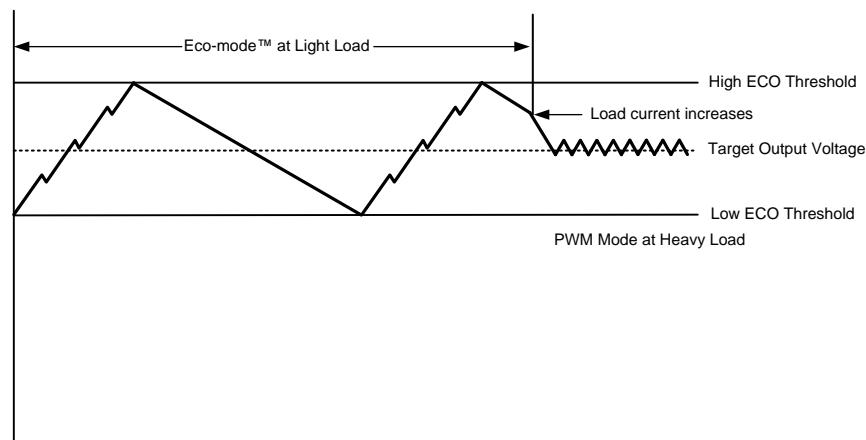 Eco-mode™ at Light Load
High ECO Threshold
Load current increases
Target Output Voltage
Low ECO Threshold
PWM Mode at Heavy Load